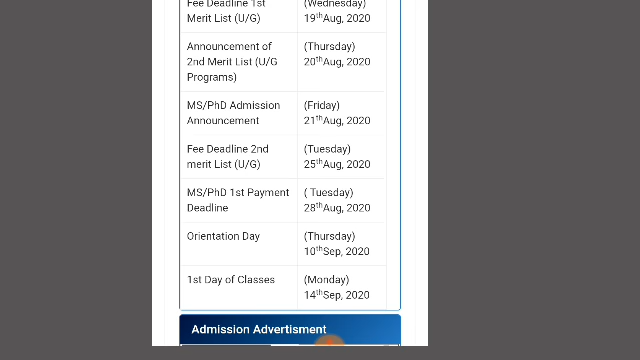 Fee Deadline 1st (Wednesday)
Merit List (U/G) 19thAug, 2020
Announcement of (Thursday)
2nd Merit List (U/G 20thAug, 2020
Programs)
MS/PhD Admission (Friday)
Announcement 21thAug, 2020
Fee Deadline 2nd (Tuesday)
merit List (U/G) 25thAug, 2020
MS/PhD 1st Payment ( Tuesday)
Deadline 28thAug, 2020
Orientation Day (Thursday)
10thSep, 2020
1st Day of Classes (Monday)
14thSep, 2020
Admission Advertisment